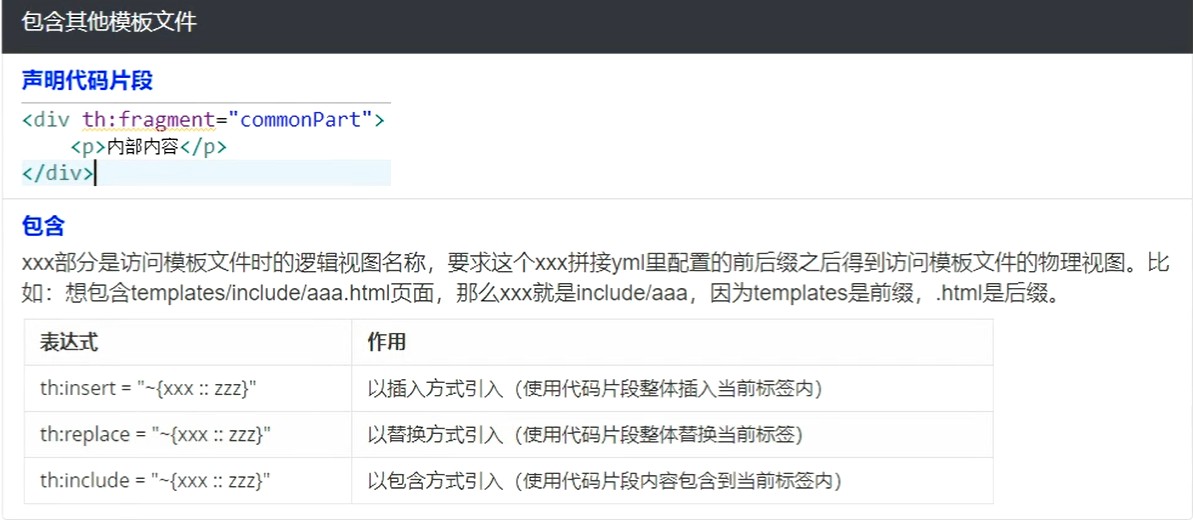 包含其他模板文件
声明代码片段
<div th:fragment="commonPart">
<p>内部内容</p>
</div>
包含
xxx部分是访问模板文件时的逻辑视图名称，要求这个xxx拼接yml里配置的前后缀之后得到访问模板文件的物理视图。比
如：想包含templates/include/aaa.html页面，那么xxx就是include/aaa，因为templates是前缀，.html是后缀。
表达式 作用
th:insert = "~{xxx :: zzz}" 以插入方式引入（使用代码片段整体插入当前标签内）
th:replace = "~{xxx :: zzz}" 以替换方式引入（使用代码片段整体替换当前标签）
th:include = "~{xxx :: zzz}" 以包含方式引入（使用代码片段内容包含到当前标签内）